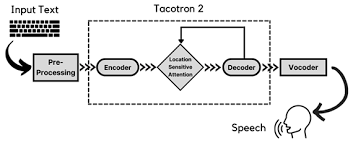 Input Text
Tacotron 2
Pre-
Processing
Encoder
Location
Sensitive
Attention
Decoder
Vocoder
Speech